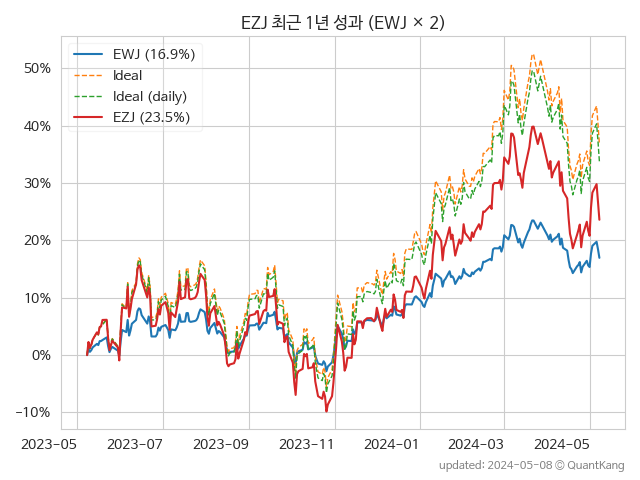 EZJ 최근 1년 성과 (EWJ × 2)
EWJ (16.9%)
Ideal
Ideal (daily)
EZJ (23.5%)
50%
40%
30%
20%
10%
0%
−10%
2023-05 2023-07 2023-09 2023-11 2024-01 2024-03 2024-05
updated: 2024-05-08 © QuantKang